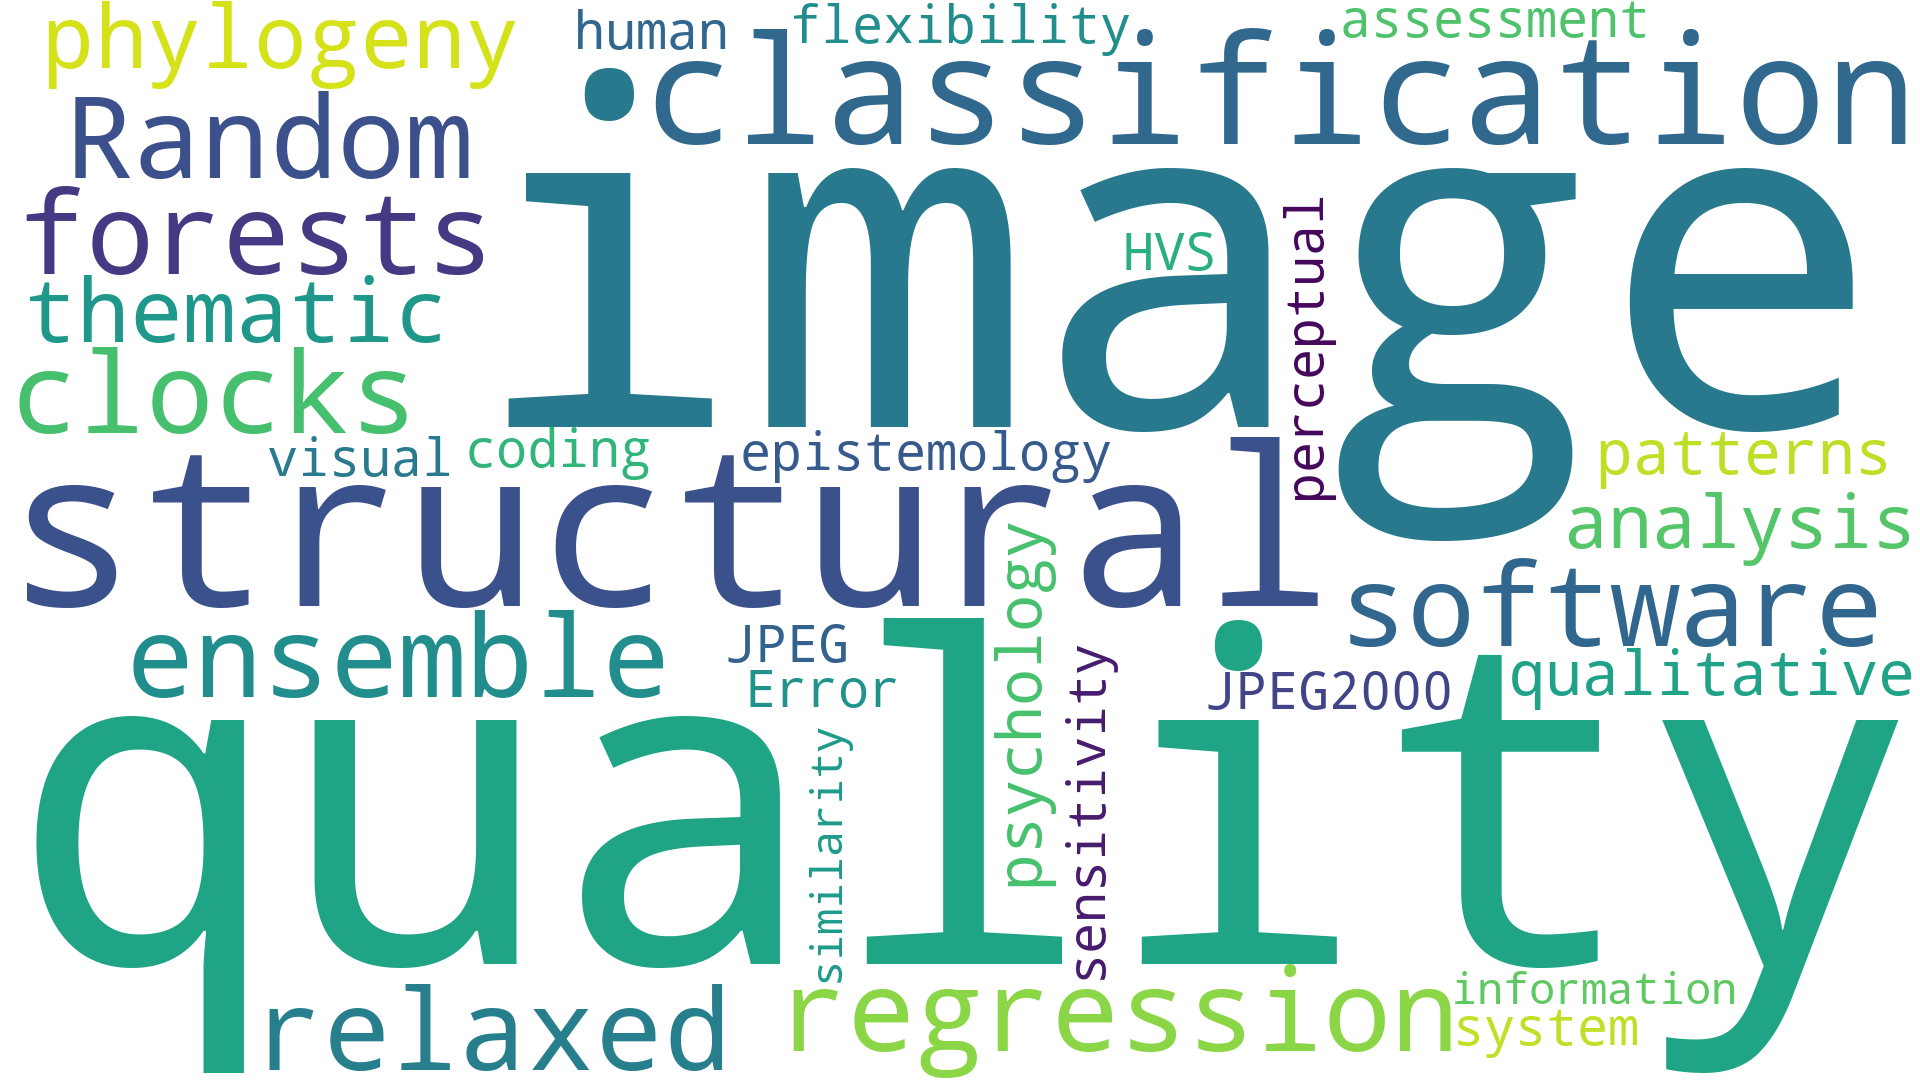 phylogeny
human
flexibility
assessment
classification
Random
image
forests
HVS
perceptual
thematic
clocks
visual
coding
epistemology
patterns
structural
analysis
psychology
software
ensemble
JPEG
Error
sensitivity
JPEG2000
qualitative
quality
similarity
relaxed
regression
information
system